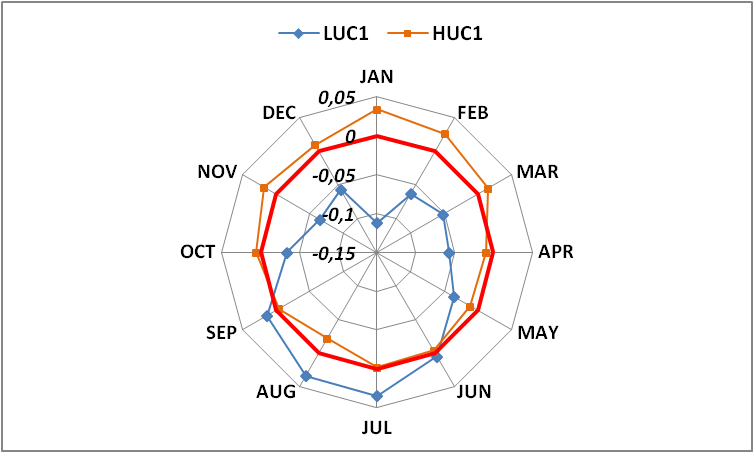 LUC1 HUC1
JAN
0,05
DEC FEB
0
NOV -0,05 MAR
-0,1
OCT -0,15 APR
SEP MAY
AUG JUN
JUL